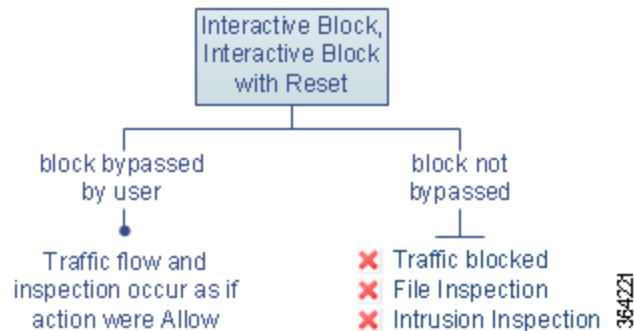 Interactive Block,
Interactive Block
with Reset
block bypassed
by user
block not
bypassed
Traffic flow and
inspection occur as if
action were Allow
Traffic blocked
File Inspection
Intrusion Inspection
364221